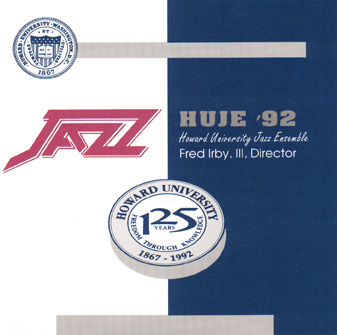 HOWARD·UNIVERSITY·WASHINGTON·D.C.
1867
JAZZ
HUJE '92
Howard University Jazz Ensemble
Fred Irby, III, Director
HOWARD UNIVERSITY
125
YEARS
FREEDOM THROUGH KNOWLEDGE
1867 - 1992